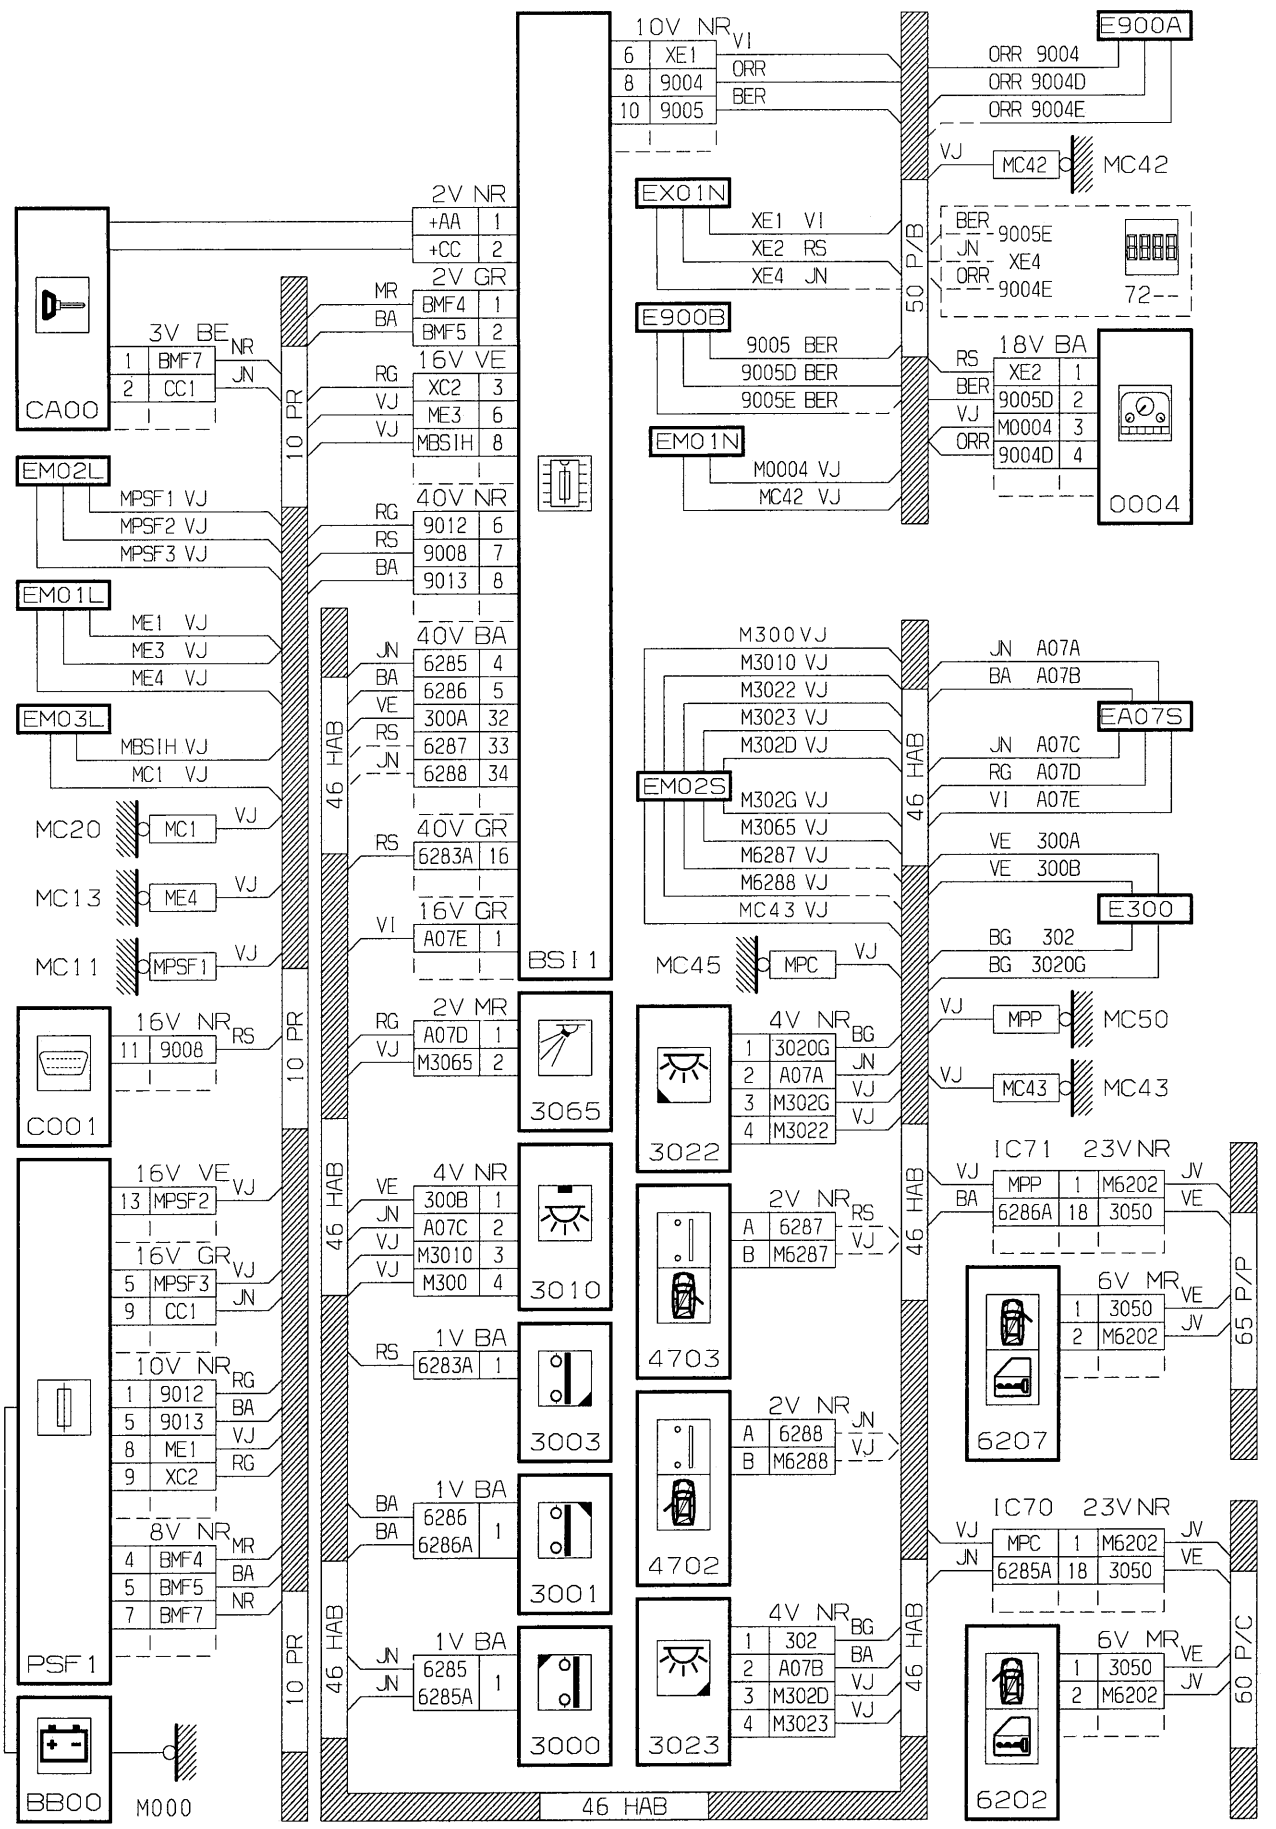 CA00
3V BE
1 BMF7 NR
2 CC1 JN
EM02L
MPSF1 VJ
MPSF2 VJ
MPSF3 VJ
EM01L
ME1 VJ
ME3 VJ
ME4 VJ
EM03L
MBSIH VJ
MC1 VJ
MC20 MC1 VJ
MC13 ME4 VJ
MC11 MPSF1 VJ
C001
16V NR
11 9008 RS
PSF1
16V VE
13 MPSF2 VJ
16V GR
5 MPSF3 VJ
9 CC1 JN
10V NR
1 9012 RG
5 9013 BA
8 ME1 VJ
9 XC2 RG
8V NR
4 BMF4 MR
5 BMF5 BA
7 BMF7 NR
BB00
M000
10 PR
10 PR
10 PR
2V NR
+AA 1
+CC 2
2V GR
MR BMF4 1
BA BMF5 2
16V VE
RG XC2 3
VJ ME3 6
VJ MBSIH 8
40V NR
RG 9012 6
RS 9008 7
BA 9013 8
40V BA
JN 6285 4
BA 6286 5
VE 300A 32
RS 6287 33
JN 6288 34
40V GR
RS 6283A 16
16V GR
VI A07E 1
BSI1
2V MR
RG A07D 1
VJ M3065 2
3065
4V NR
VE 300B 1
JN A07C 2
VJ M3010 3
VJ M300 4
3010
1V BA
RS 6283A 1
3003
1V BA
BA 6286
BA 6286A
1
3001
1V BA
JN 6285
JN 6285A
1
3000
46 HAB
46 HAB
46 HAB
46 HAB
10V NR
6 XE1 VI
8 9004 ORR
10 9005 BER
EX01N
XE1 VI
XE2 RS
XE4 JN
E900B
9005 BER
9005D BER
9005E BER
EM01N
M0004 VJ
MC42 VJ
50 P/B
E900A
ORR 9004
ORR 9004D
ORR 9004E
VJ MC42 MC42
BER 9005E
JN XE4
ORR 9004E
72--
18V BA
RS XE2 1
BER 9005D 2
VJ M0004 3
ORR 9004D 4
0004
M300 VJ
M3010 VJ
M3022 VJ
M3023 VJ
M302D VJ
EM02S
M302G VJ
M3065 VJ
M6287 VJ
M6288 VJ
MC43 VJ
MC45 MPC VJ
3022
4V NR
1 3020G BG
2 A07A JN
3 M302G VJ
4 M3022 VJ
4703
2V NR
A 6287 RS
B M6287 VJ
4702
2V NR
A 6288 JN
B M6288 VJ
3023
4V NR
1 302 BG
2 A07B BA
3 M302D VJ
4 M3023 VJ
46 HAB
46 HAB
46 HAB
JN A07A
BA A07B
EA07S
JN A07C
RG A07D
VI A07E
VE 300A
VE 300B
E300
BG 302
BG 3020G
VJ MPP MC50
VJ MC43 MC43
IC71 23V NR
VJ MPP 1 M6202 JV
BA 6286A 18 3050 VE
6207
6V MR
1 3050 VE
2 M6202 JV
65 P/P
IC70 23V NR
VJ MPC 1 M6202 JV
JN 6285A 18 3050 VE
6202
6V MR
1 3050 VE
2 M6202 JV
60 P/C